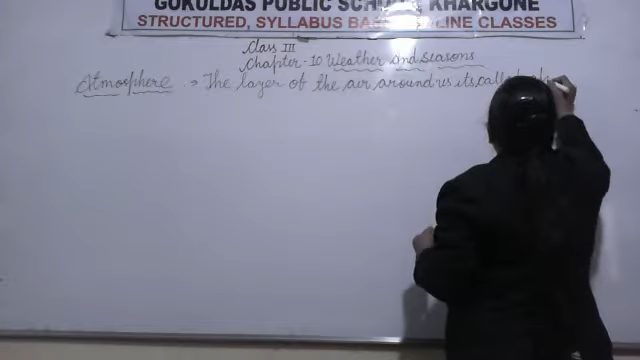 GOKULDAS PUBLIC SCHOOL KHARGONE
STRUCTURED, SYLLABUS BASED ONLINE CLASSES
Class III
Chapter-10 Weather and Seasons
Atmosphere → The layer of the air around us its called